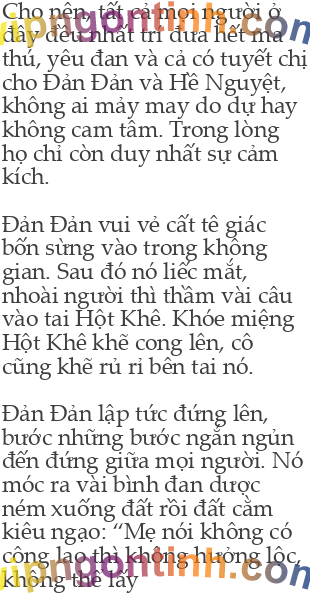 Cho nên, tất cả mọi người ở
đây đều nhất trí đưa hết ma
thú, yêu đan và cả có tuyết chị
cho Đản Đản và Hề Nguyệt,
không ai mảy may do dự hay
không cam tâm. Trong lòng
họ chỉ còn duy nhất sự cảm
kích.

Đản Đản vui vẻ cất tê giác
bốn sừng vào trong không
gian. Sau đó nó liếc mắt,
nhoài người thì thầm vài câu
vào tai Hột Khê. Khóe miệng
Hột Khê khẽ cong lên, cô
cũng khẽ rủ rỉ bên tai nó.

Đản Đản lập tức đứng lên,
bước những bước ngắn ngủn
đến đứng giữa mọi người. Nó
móc ra vài bình đan dược
ném xuống đất rồi đất cằm
kiêu ngạo: “Mẹ nói không có
công lao thì không hưởng lộc,
không thể lấy
vipngontinh.com
vipngontinh.com